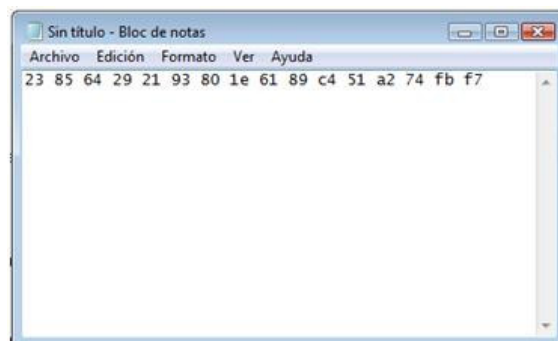 Sin título - Bloc de notas
Archivo Edición Formato Ver Ayuda
23 85 64 29 21 93 80 1e 61 89 c4 51 a2 74 fb f7